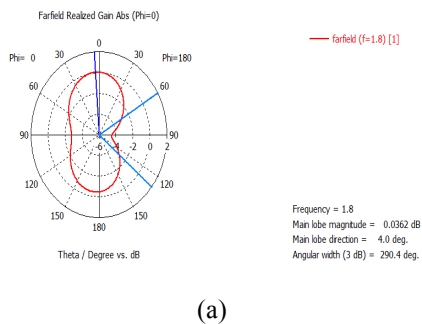 Farfield Realized Gain Abs (Phi=0)
farfield (f=1.8) [1]
Phi= 0 30 0 30 Phi=180
60 60
90 -6 -4 -2 0 2 90
120 120
150 180 150
Theta / Degree vs. dB
Frequency = 1.8
Main lobe magnitude = 0.0362 dB
Main lobe direction = 4.0 deg.
Angular width (3 dB) = 290.4 deg.
(a)